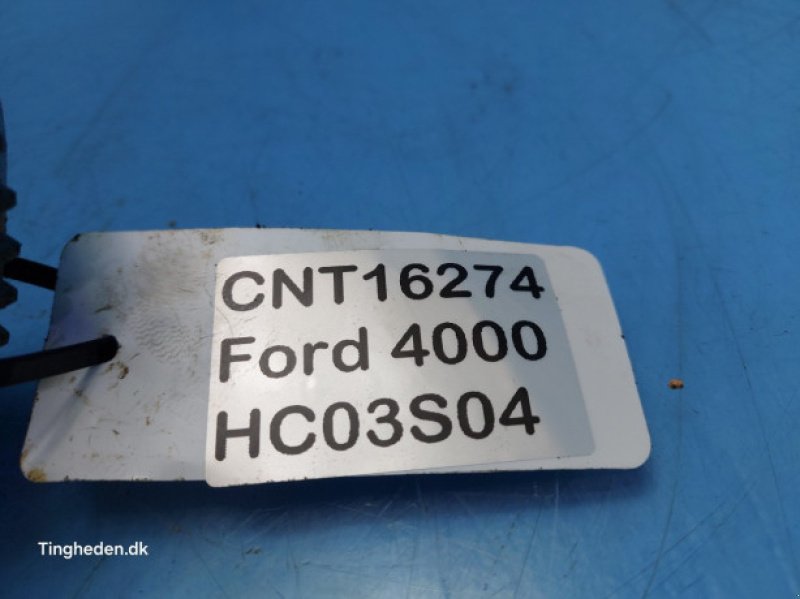 CNT16274
Ford 4000
HC03S04
Tingheden.dk